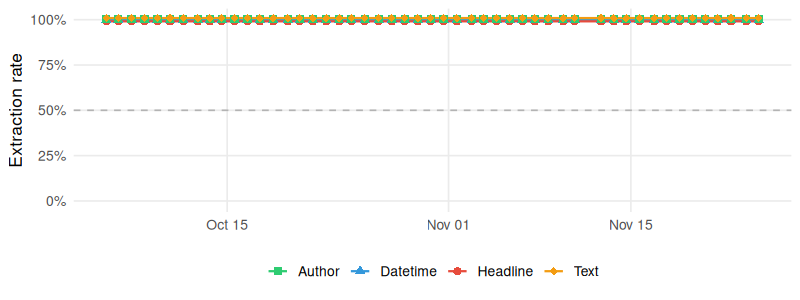 Extraction rate
100%
75%
50%
25%
0%
Oct 15 Nov 01 Nov 15
Author Datetime Headline Text